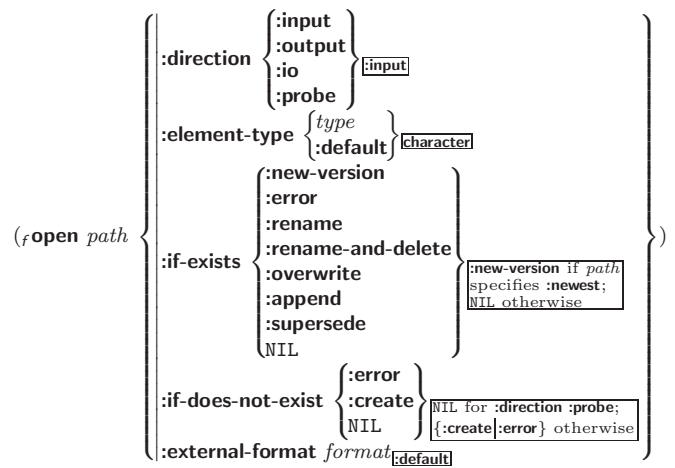 :input
:output
:direction :io :input
:probe
:element-type type character
:default
:new-version
:error
:rename
:rename-and-delete
(f open path :if-exists :overwrite :new-version if path )
:append specifies :newest;
:supersede NIL otherwise
NIL
:error
:if-does-not-exist :create NIL for :direction :probe;
NIL {:create|:error} otherwise
:external-format format :default